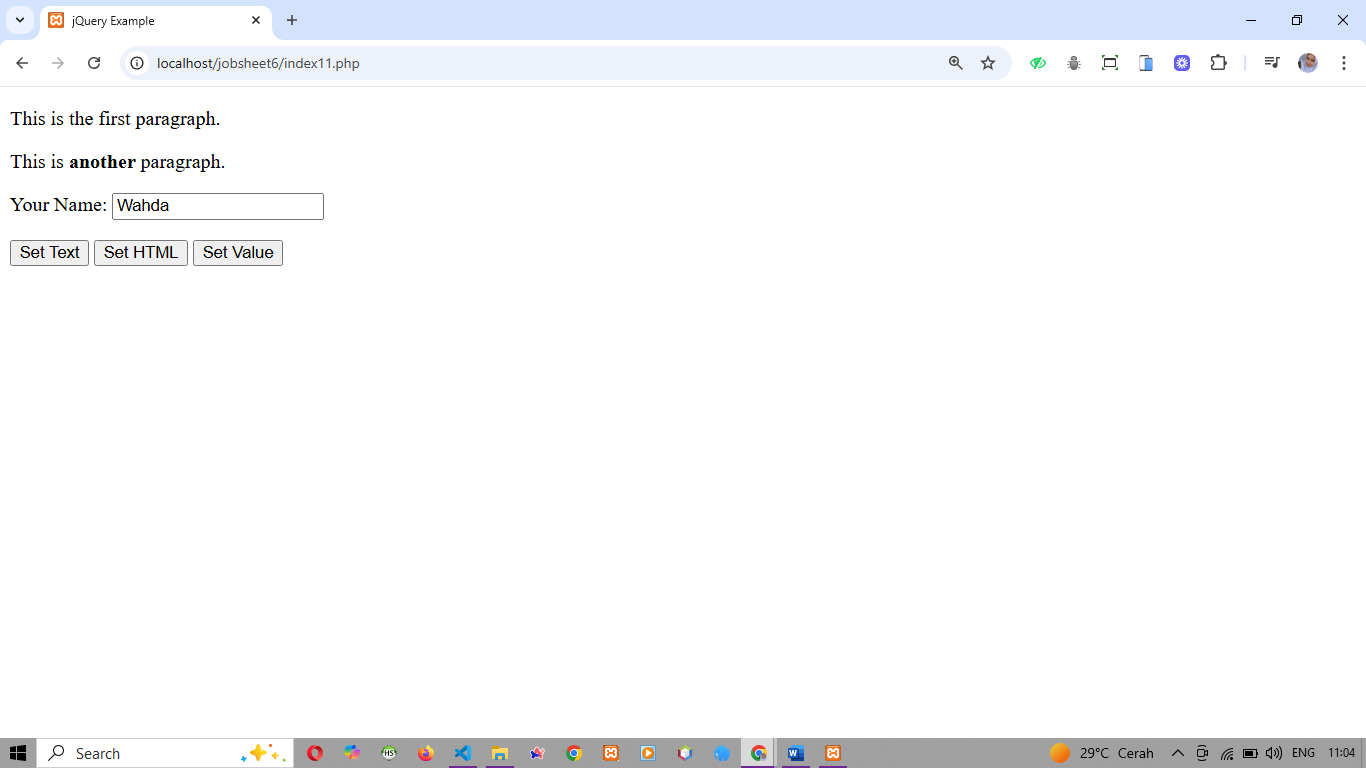 jQuery Example
localhost/jobsheet6/index11.php
This is the first paragraph.
This is another paragraph.
Your Name: Wahda
Set Text Set HTML Set Value
Search HS 29°C Cerah ENG 11:04